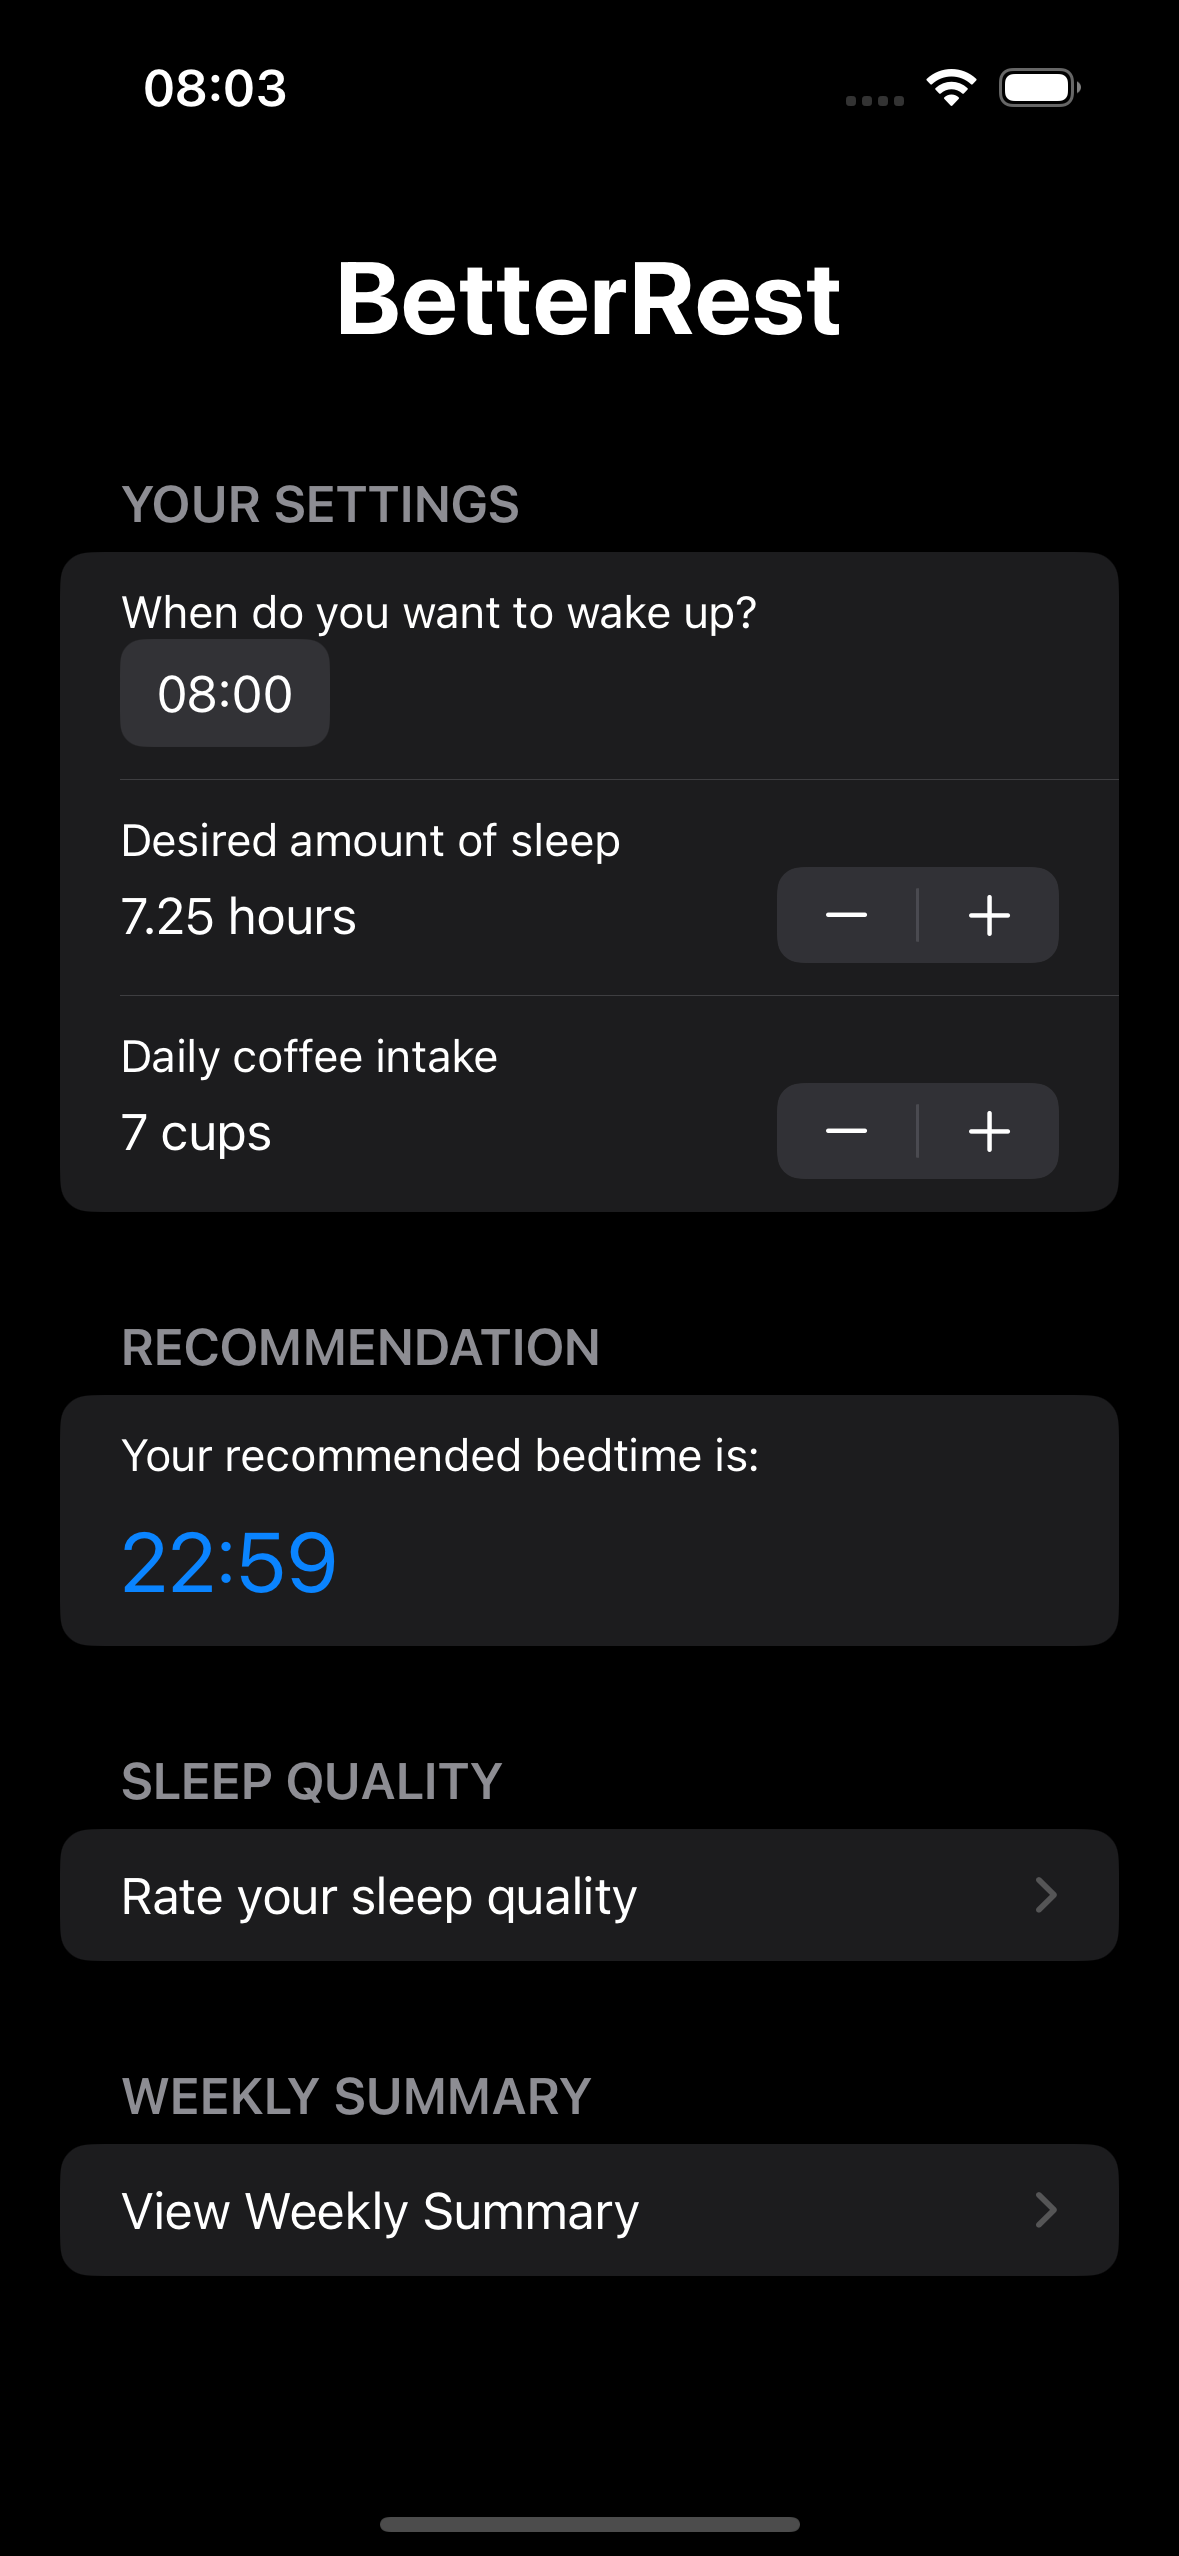 08:03
BetterRest
YOUR SETTINGS
When do you want to wake up?
08:00
Desired amount of sleep
7.25 hours
Daily coffee intake
7 cups
RECOMMENDATION
Your recommended bedtime is:
22:59
SLEEP QUALITY
Rate your sleep quality
WEEKLY SUMMARY
View Weekly Summary